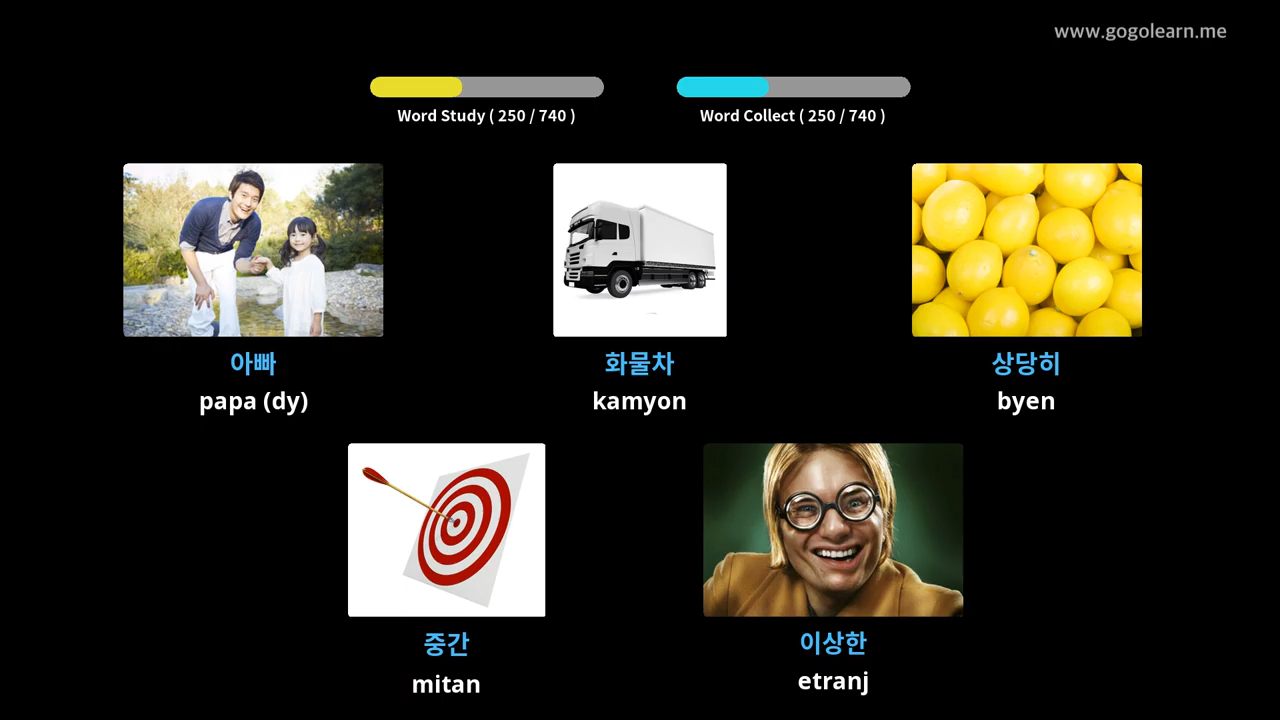 www.gogolearn.me
Word Study ( 250 / 740 )
Word Collect ( 250 / 740 )
아빠
papa (dy)
화물차
kamyon
상당히
byen
중간
mitan
이상한
etranj